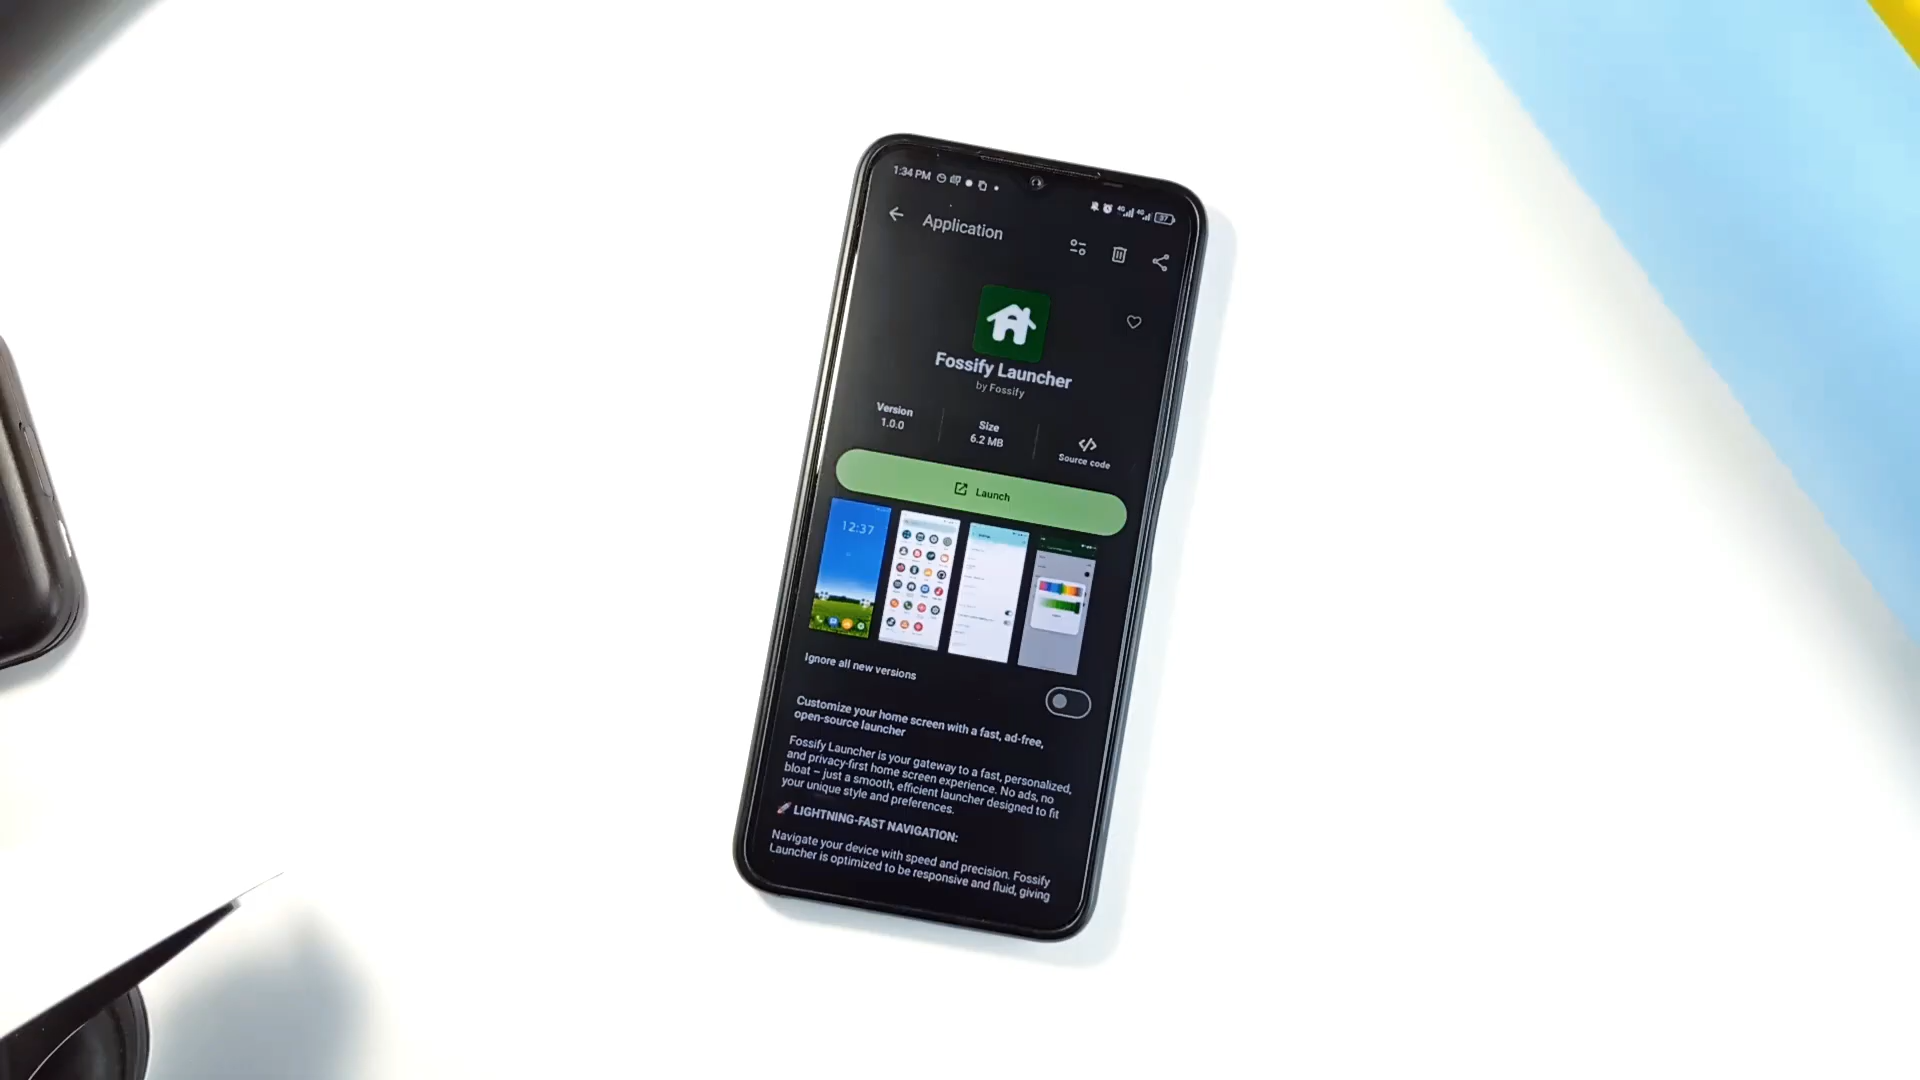 1:34 PM
4G 4G 37
Application
Fossify Launcher
by Fossify
Version
1.0.0
Size
6.2 MB
Source code
Launch
12:37
Ignore all new versions
Customize your home screen with a fast, ad-free,
open-source launcher
Fossify Launcher is your gateway to a fast, personalized,
and privacy-first home screen experience. No ads, no
bloat – just a smooth, efficient launcher designed to fit
your unique style and preferences.
🚀 LIGHTNING-FAST NAVIGATION:
Navigate your device with speed and precision. Fossify
Launcher is optimized to be responsive and fluid, giving